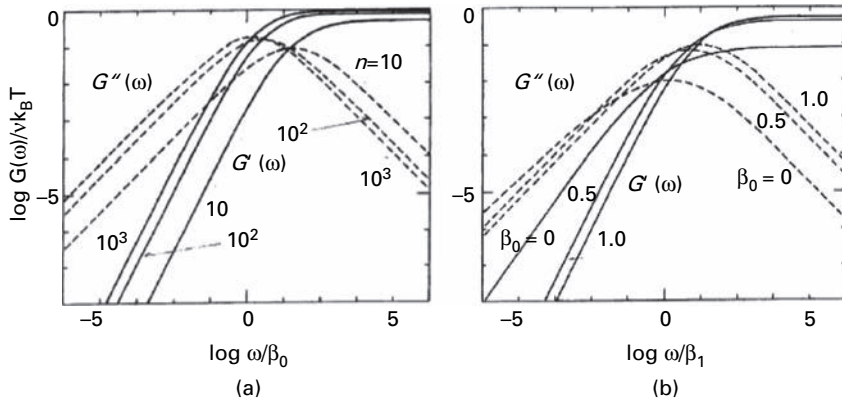 0
−5
log G(ω)/νk_BT
G″(ω)
n=10
10²
10³
G′(ω)
10
10²
10³
−5 0 5
log ω/β₀
(a)
0
−5
G″(ω)
1.0
0.5
β₀ = 0
0.5
G′(ω)
β₀ = 0
1.0
−5 0 5
log ω/β₁
(b)